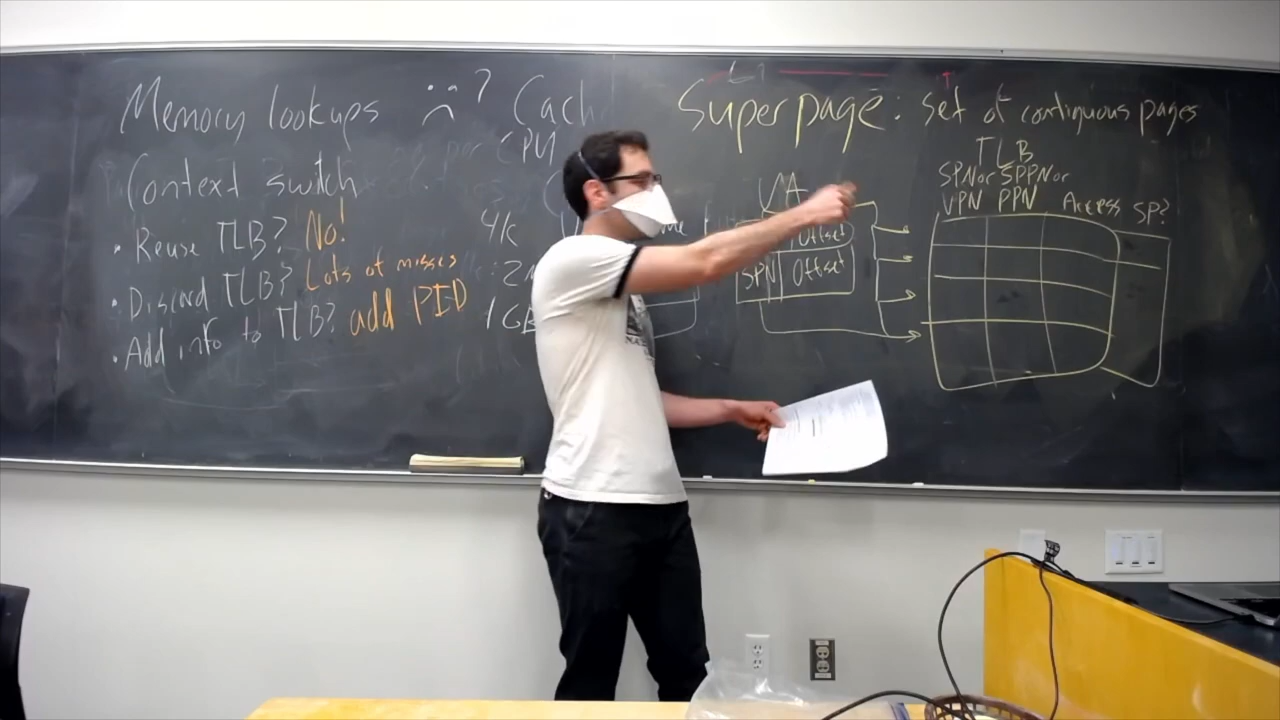 Memory lookups :( ?
Context switch
• Reuse TLB? No!
• Discard TLB? Lots of misses
• Add info to TLB? add PID
CPU
4k
1GB
Superpage: set of contiguous pages
VA
Offset
SPN Offset
TLB
SPN or SPPN or
VPN PPN Access SP?